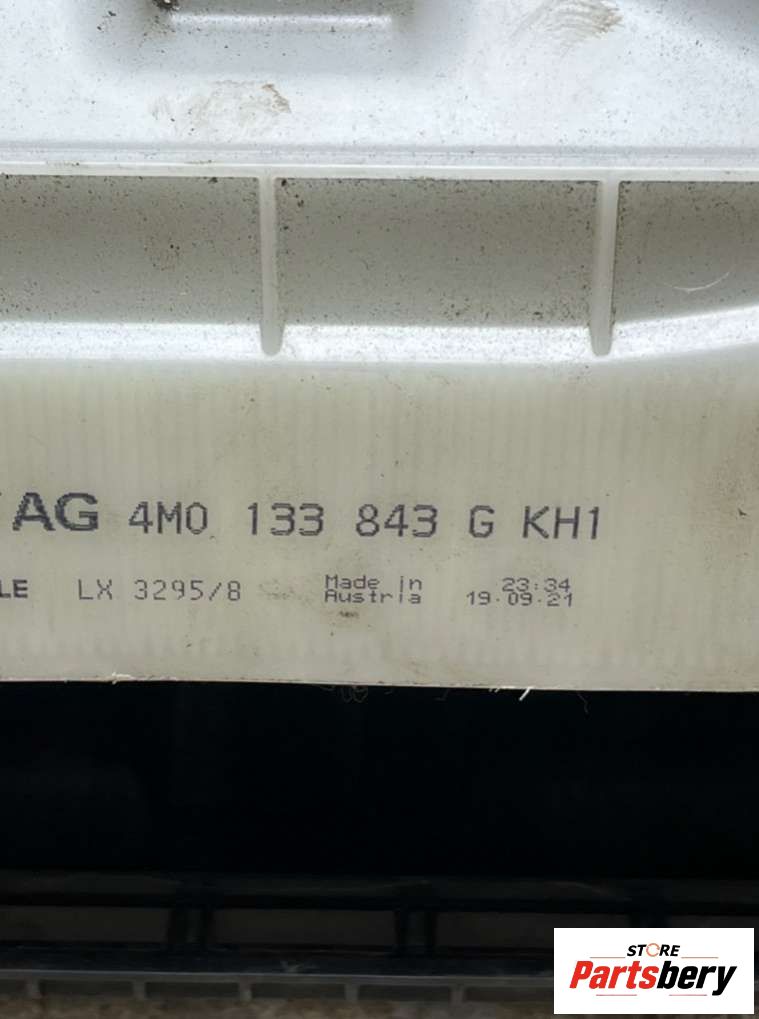 AG 4M0 133 843 G KH1
LE LX 3295/8 Made in 23:34
Austria 19.09.21
STORE
Partsbery